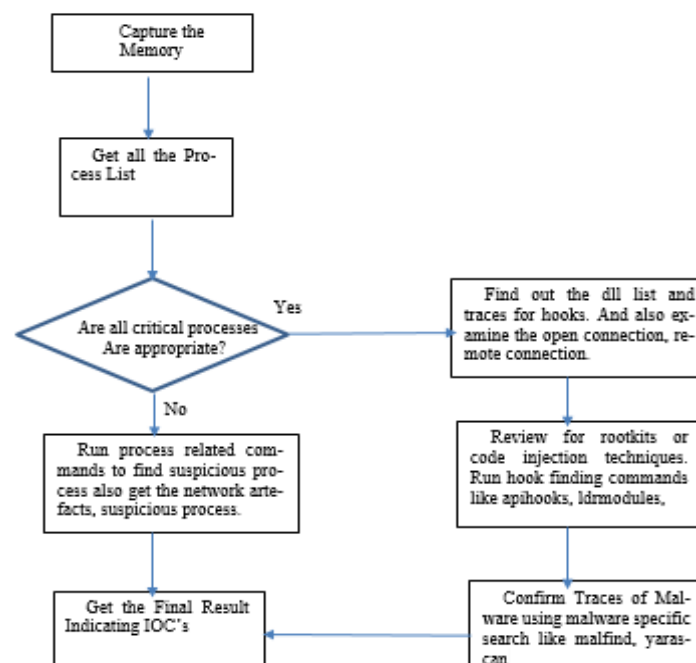 Capture the
Memory
Get all the Pro-
cess List
Are all critical processes
Are appropriate?
Yes
No
Find out the dll list and
traces for hooks. And also ex-
amine the open connection, re-
mote connection.
Run process related com-
mands to find suspicious pro-
cess also get the network arte-
facts, suspicious process.
Review for rootkits or
code injection techniques.
Run hook finding commands
like apihooks, ldrmodules,
Confirm Traces of Mal-
ware using malware specific
search like malfind, yaras-
can
Get the Final Result
Indicating IOC's